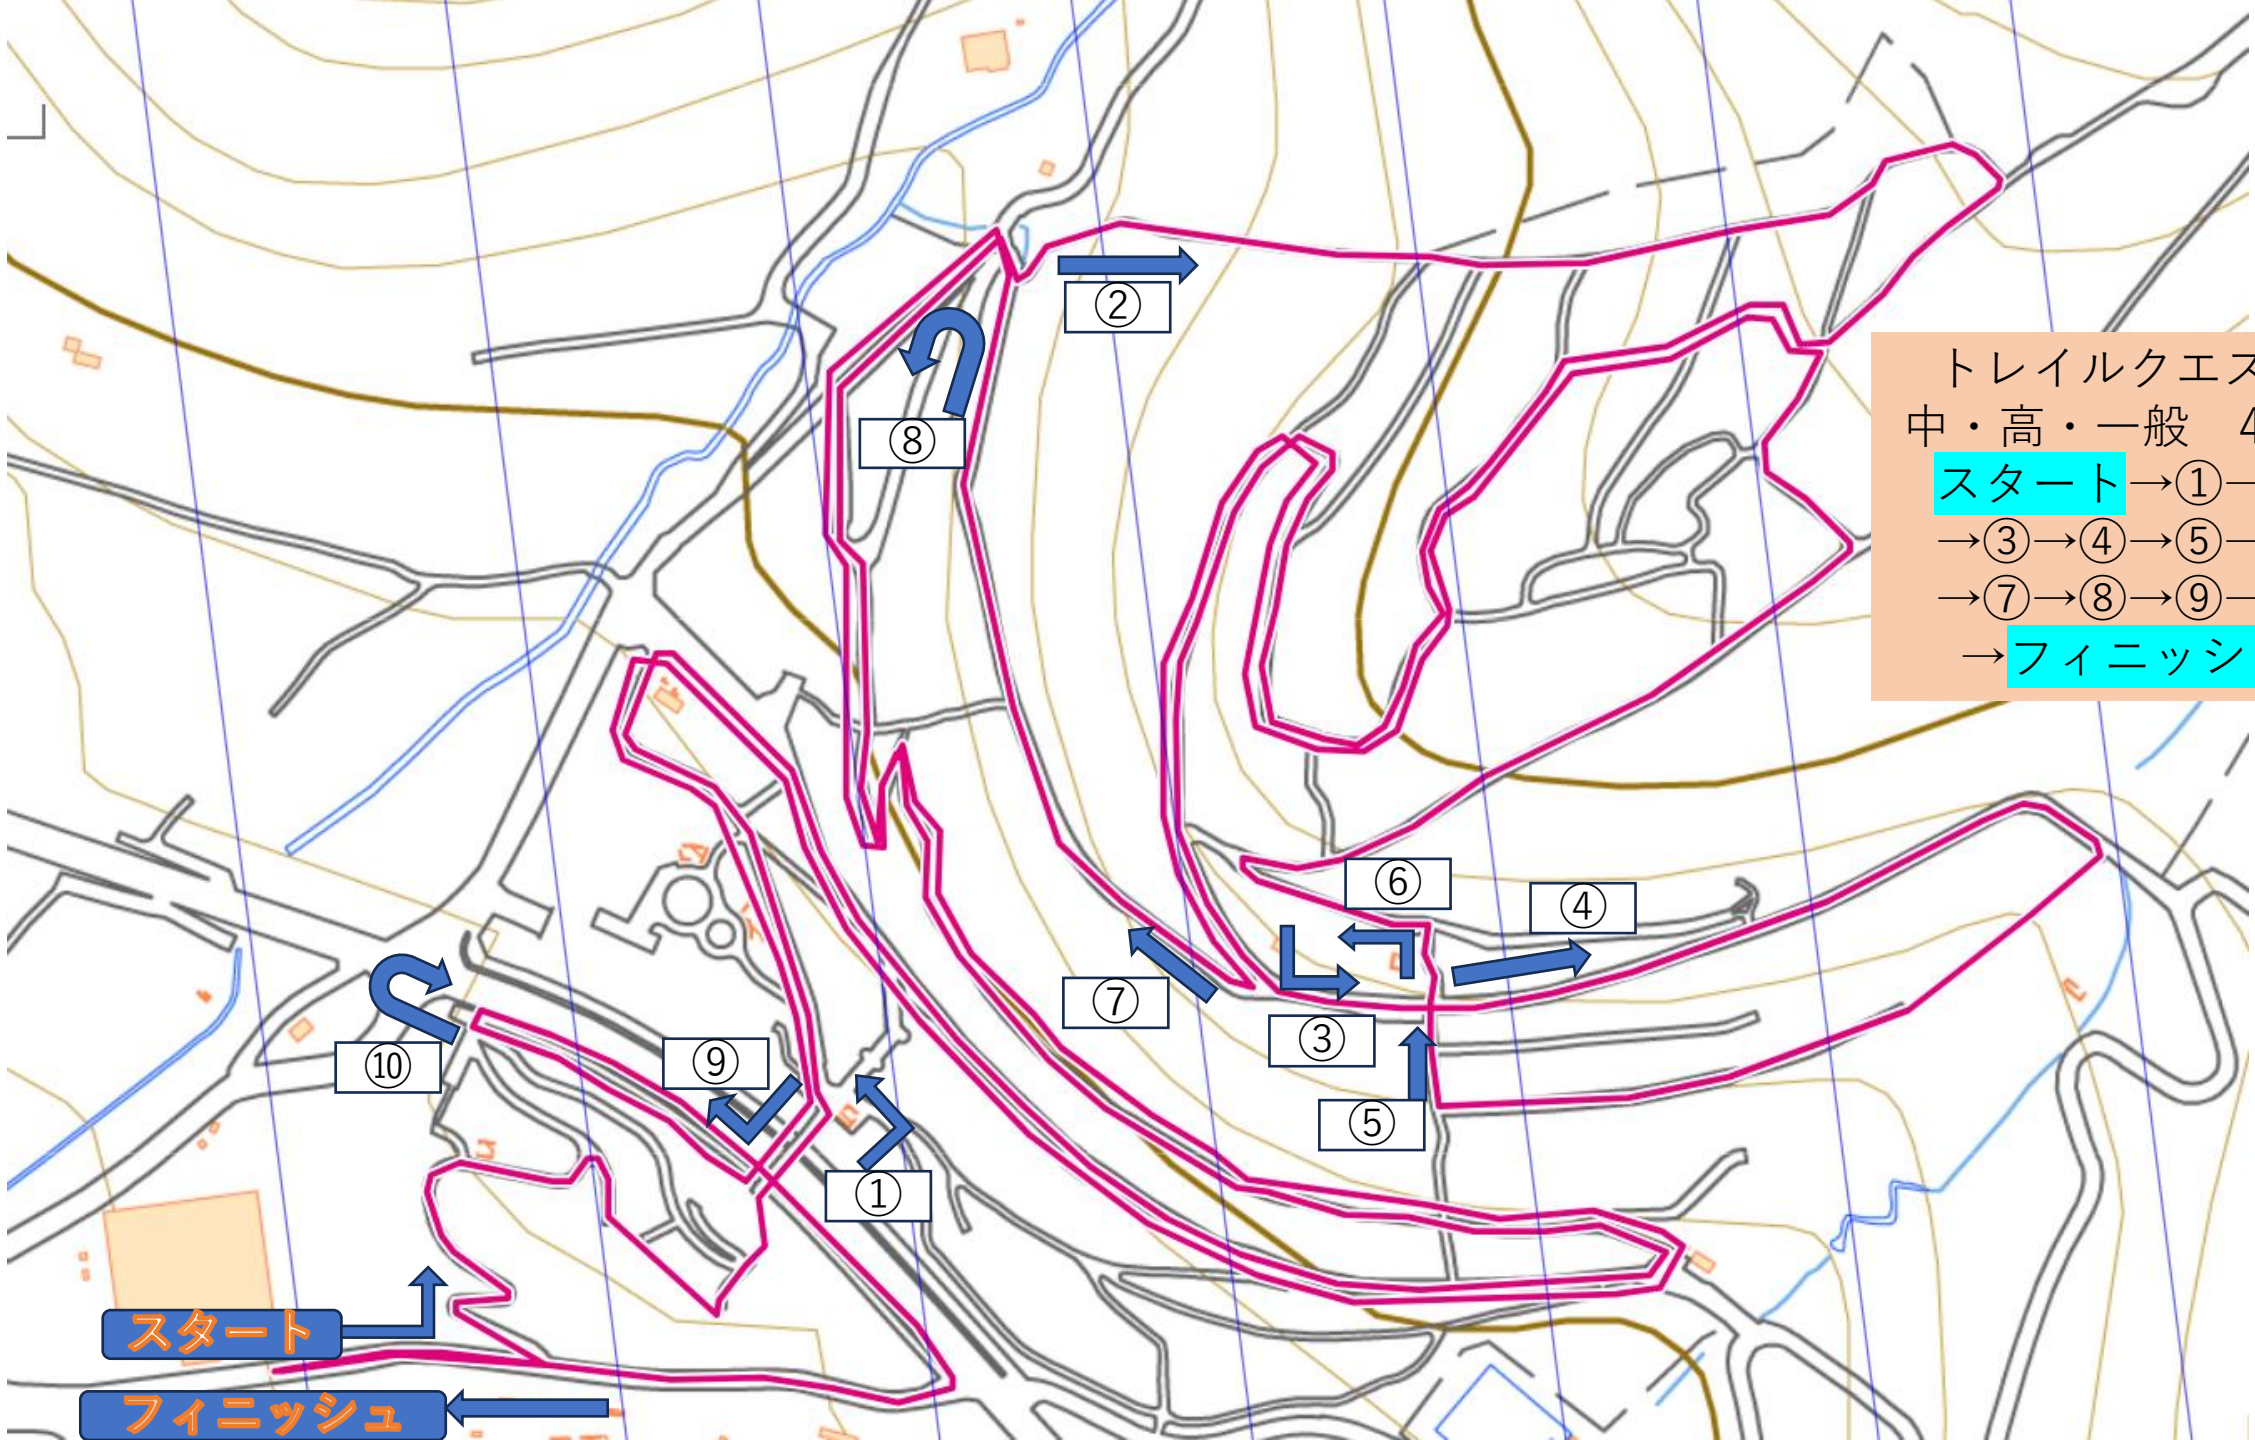 ②
⑧
トレイルクエス
中・高・一般　4
スタート→①
→③→④→⑤
→⑦→⑧→⑨
→フィニッシ
⑥
④
⑦
③
⑩
⑨
⑤
①
スタート
フィニッシュ